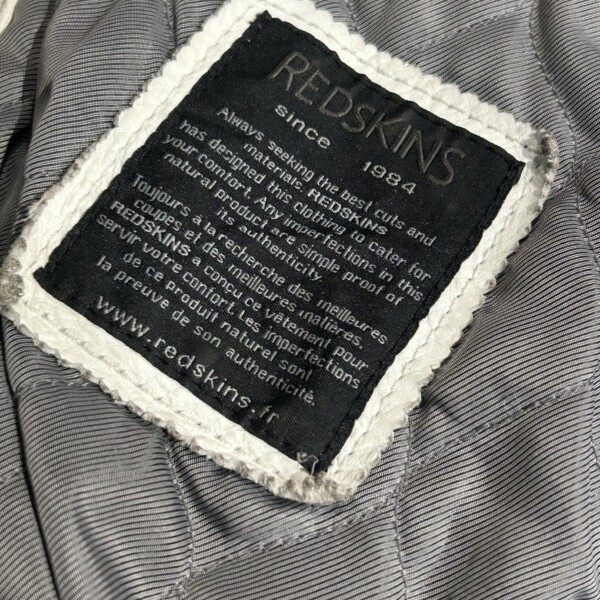 REDSKINS
since 1984
Always seeking the best cuts and
materials, REDSKINS
has designed this clothing to cater for
your comfort. Any imperfections in this
natural product are simple proof of
its authenticity.
Toujours à la recherche des meilleures
coupes et des meilleures matières,
REDSKINS a conçu ce vêtement pour
servir votre confort. Les imperfections
de ce produit naturel sont
la preuve de son authenticité.
www.redskins.fr